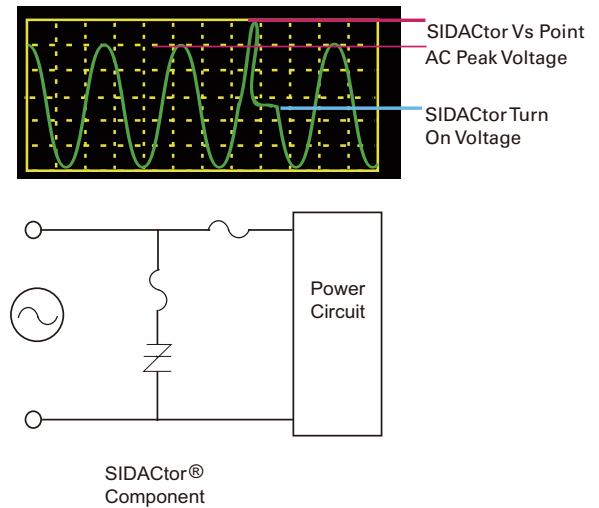 SIDACtor Vs Point
AC Peak Voltage
SIDACtor Turn
On Voltage
Power
Circuit
SIDACtor®
Component